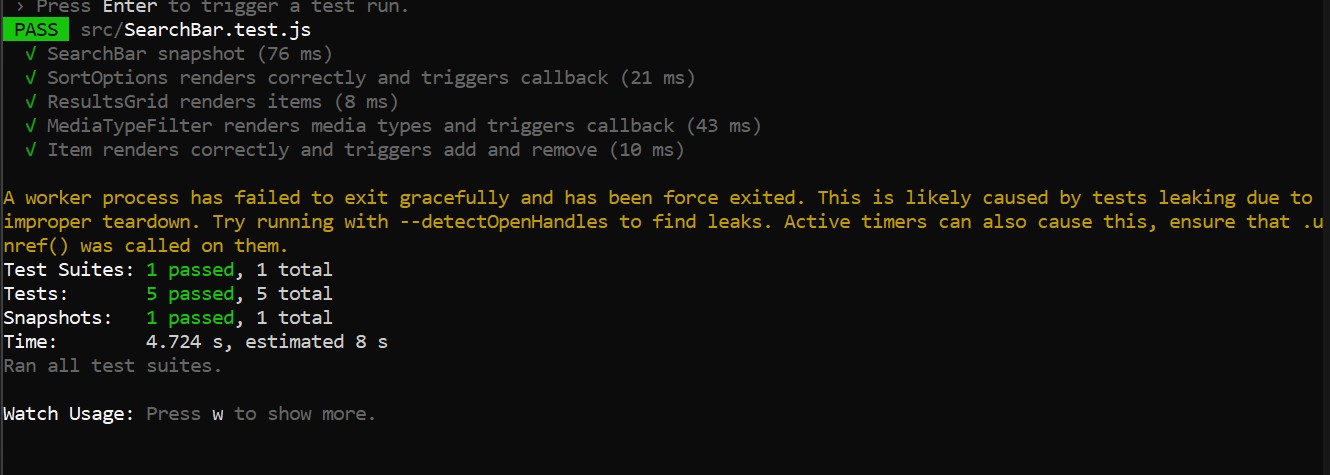 › Press Enter to trigger a test run.
PASS src/SearchBar.test.js
√ SearchBar snapshot (76 ms)
√ SortOptions renders correctly and triggers callback (21 ms)
√ ResultsGrid renders items (8 ms)
√ MediaTypeFilter renders media types and triggers callback (43 ms)
√ Item renders correctly and triggers add and remove (10 ms)
A worker process has failed to exit gracefully and has been force exited. This is likely caused by tests leaking due to
improper teardown. Try running with --detectOpenHandles to find leaks. Active timers can also cause this, ensure that .u
nref() was called on them.
Test Suites: 1 passed, 1 total
Tests:       5 passed, 5 total
Snapshots:   1 passed, 1 total
Time:        4.724 s, estimated 8 s
Ran all test suites.
Watch Usage: Press w to show more.